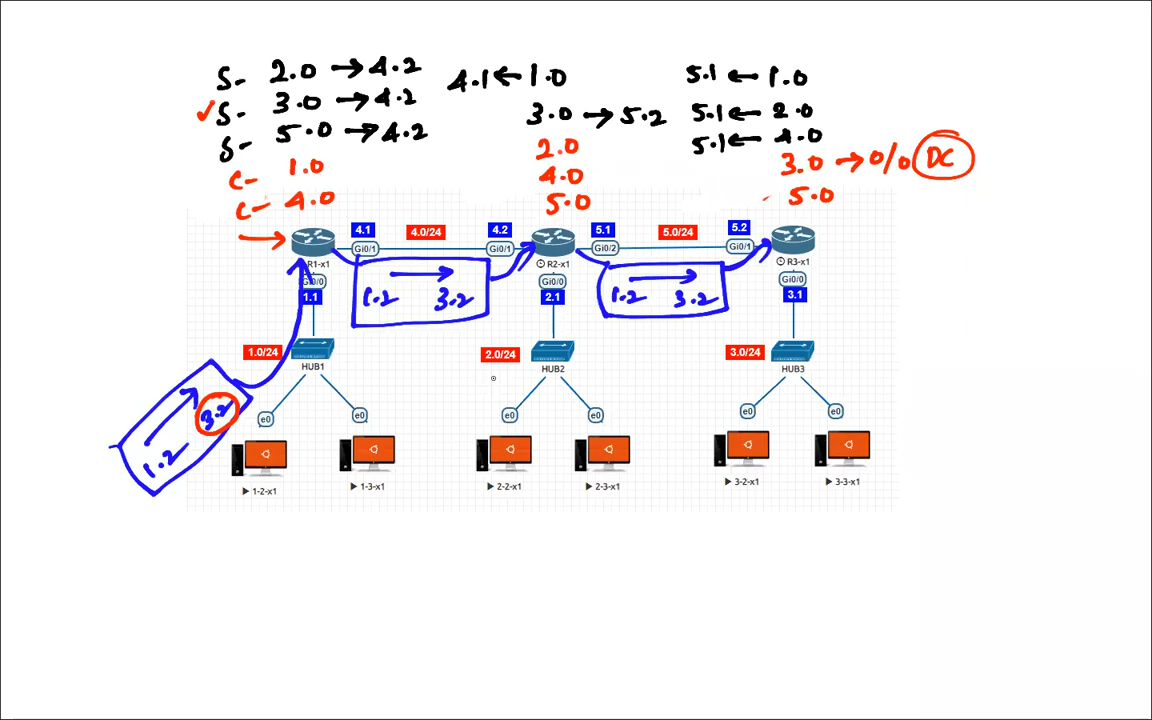 S- 2.0 → 4.2
✓ S- 3.0 → 4.2
S- 5.0 → 4.2
C- 1.0
C- 4.0
4.1 ← 1.0
3.0 → 5.2
2.0
4.0
5.0
5.1 ← 1.0
5.1 ← 2.0
5.1 ← 4.0
3.0 → 0/0 DC
5.0
4.1 4.0/24 4.2 5.1 5.0/24 5.2
Gi0/1 Gi0/1 Gi0/2 Gi0/1
R1-x1 R2-x1 R3-x1
Gi0/0 Gi0/0 Gi0/0
1.2 → 3.2
1.2 → 3.2
1.1 2.1 3.1
1.0/24 2.0/24 3.0/24
HUB1 HUB2 HUB3
1.2 → 3.2
e0 e0 e0 e0 e0 e0
1-2-x1 1-3-x1 2-2-x1 2-3-x1 3-2-x1 3-3-x1